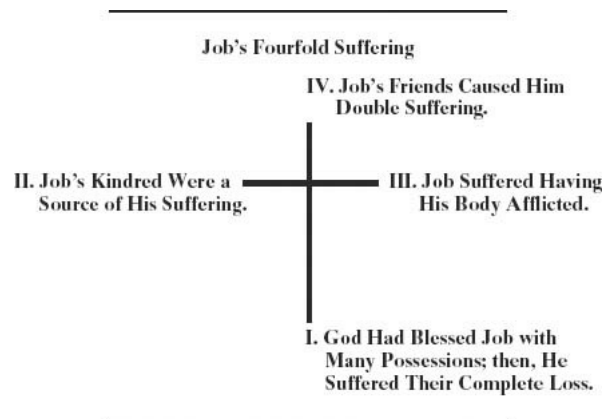 Job's Fourfold Suffering
IV. Job's Friends Caused Him
Double Suffering.
II. Job's Kindred Were a
Source of His Suffering.
III. Job Suffered Having
His Body Afflicted.
I. God Had Blessed Job with
Many Possessions; then, He
Suffered Their Complete Loss.